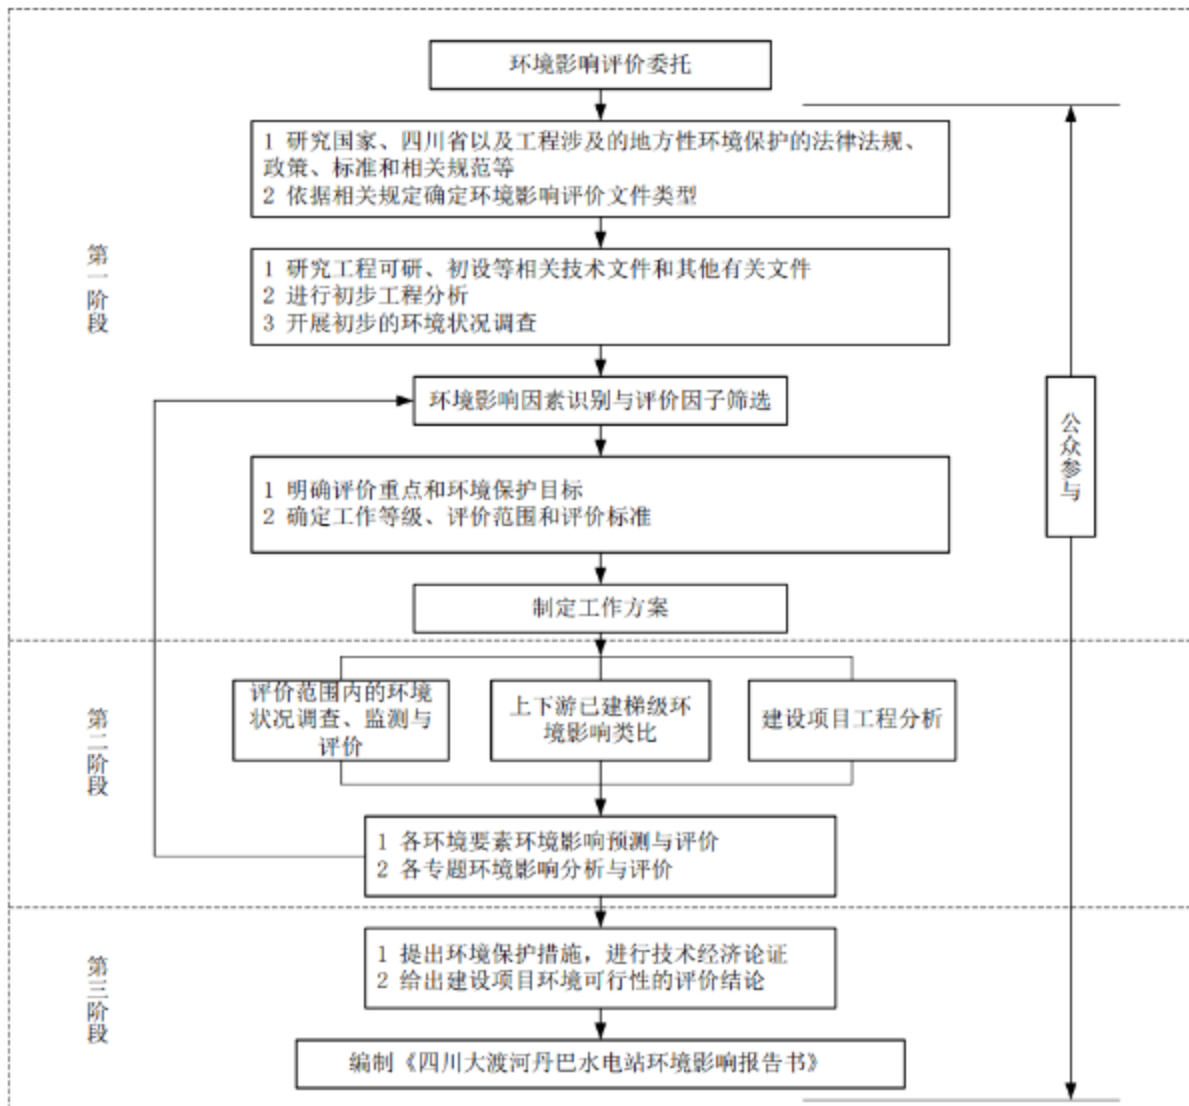 环境影响评价委托
1 研究国家、四川省以及工程涉及的地方性环境保护的法律法规、
政策、标准和相关规范等
2 依据相关规定确定环境影响评价文件类型
第一阶段
1 研究工程可研、初设等相关技术文件和其他有关文件
2 进行初步工程分析
3 开展初步的环境状况调查
环境影响因素识别与评价因子筛选
公众参与
1 明确评价重点和环境保护目标
2 确定工作等级、评价范围和评价标准
制定工作方案
第二阶段
评价范围内的环境
状况调查、监测与
评价
上下游已建梯级环
境影响类比
建设项目工程分析
1 各环境要素环境影响预测与评价
2 各专题环境影响分析与评价
第三阶段
1 提出环境保护措施，进行技术经济论证
2 给出建设项目环境可行性的评价结论
编制《四川大渡河丹巴水电站环境影响报告书》